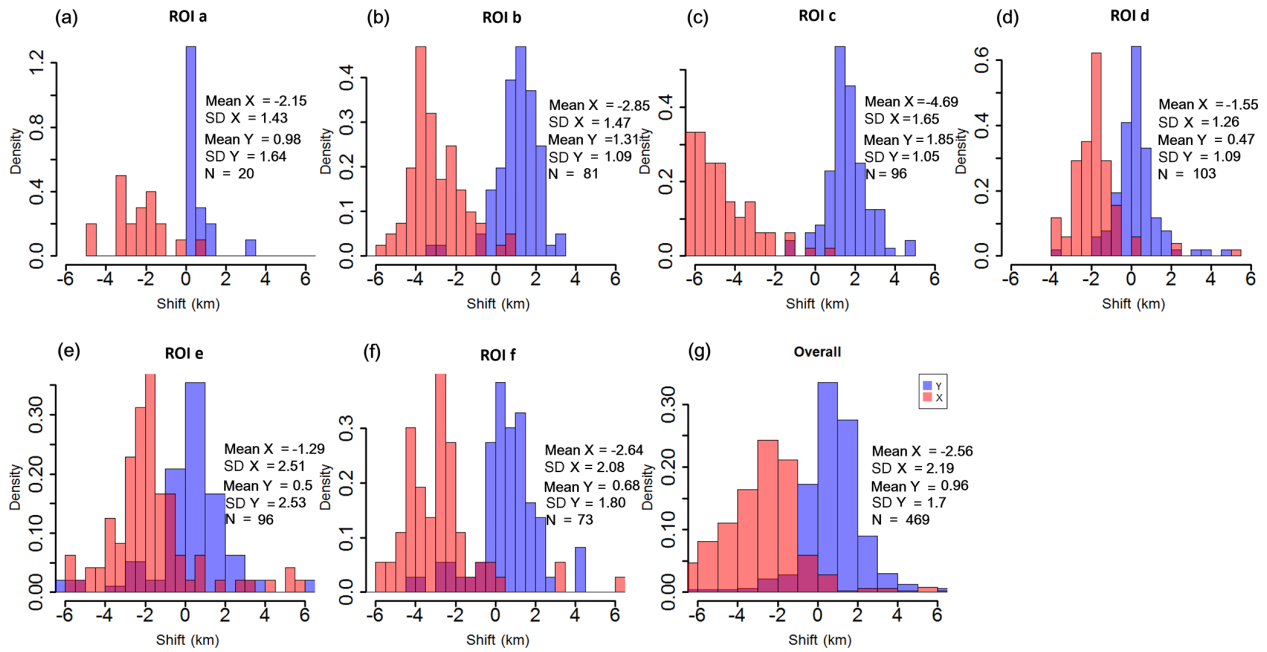 (a)
ROI a
Density
0.0 0.4 0.8 1.2
Mean X = -2.15
SD X = 1.43
Mean Y = 0.98
SD Y = 1.64
N = 20
-6 -4 -2 0 2 4 6
Shift (km)
(b)
ROI b
Density
0.0 0.1 0.2 0.3 0.4
Mean X = -2.85
SD X = 1.47
Mean Y =1.31
SD Y = 1.09
N = 81
-6 -4 -2 0 2 4 6
Shift (km)
(c)
ROI c
Density
0.0 0.2 0.4
Mean X =-4.69
SD X =1.65
Mean Y =1.85
SD Y =1.05
N = 96
-6 -4 -2 0 2 4 6
Shift (km)
(d)
ROI d
Density
0.0 0.2 0.4 0.6
Mean X = -1.55
SD X = 1.26
Mean Y = 0.47
SD Y = 1.09
N = 103
-6 -4 -2 0 2 4 6
Shift (km)
(e)
ROI e
Density
0.00 0.10 0.20 0.30
Mean X = -1.29
SD X = 2.51
Mean Y = 0.5
SD Y = 2.53
N = 96
-6 -4 -2 0 2 4 6
Shift (km)
(f)
ROI f
Density
0.0 0.1 0.2 0.3
Mean X = -2.64
SD X = 2.08
Mean Y = 0.68
SD Y = 1.80
N = 73
-6 -4 -2 0 2 4 6
Shift (km)
(g)
Overall
Density
0.00 0.10 0.20 0.30
Y
X
Mean X = -2.56
SD X = 2.19
Mean Y = 0.96
SD Y = 1.7
N = 469
-6 -4 -2 0 2 4 6
Shift (km)